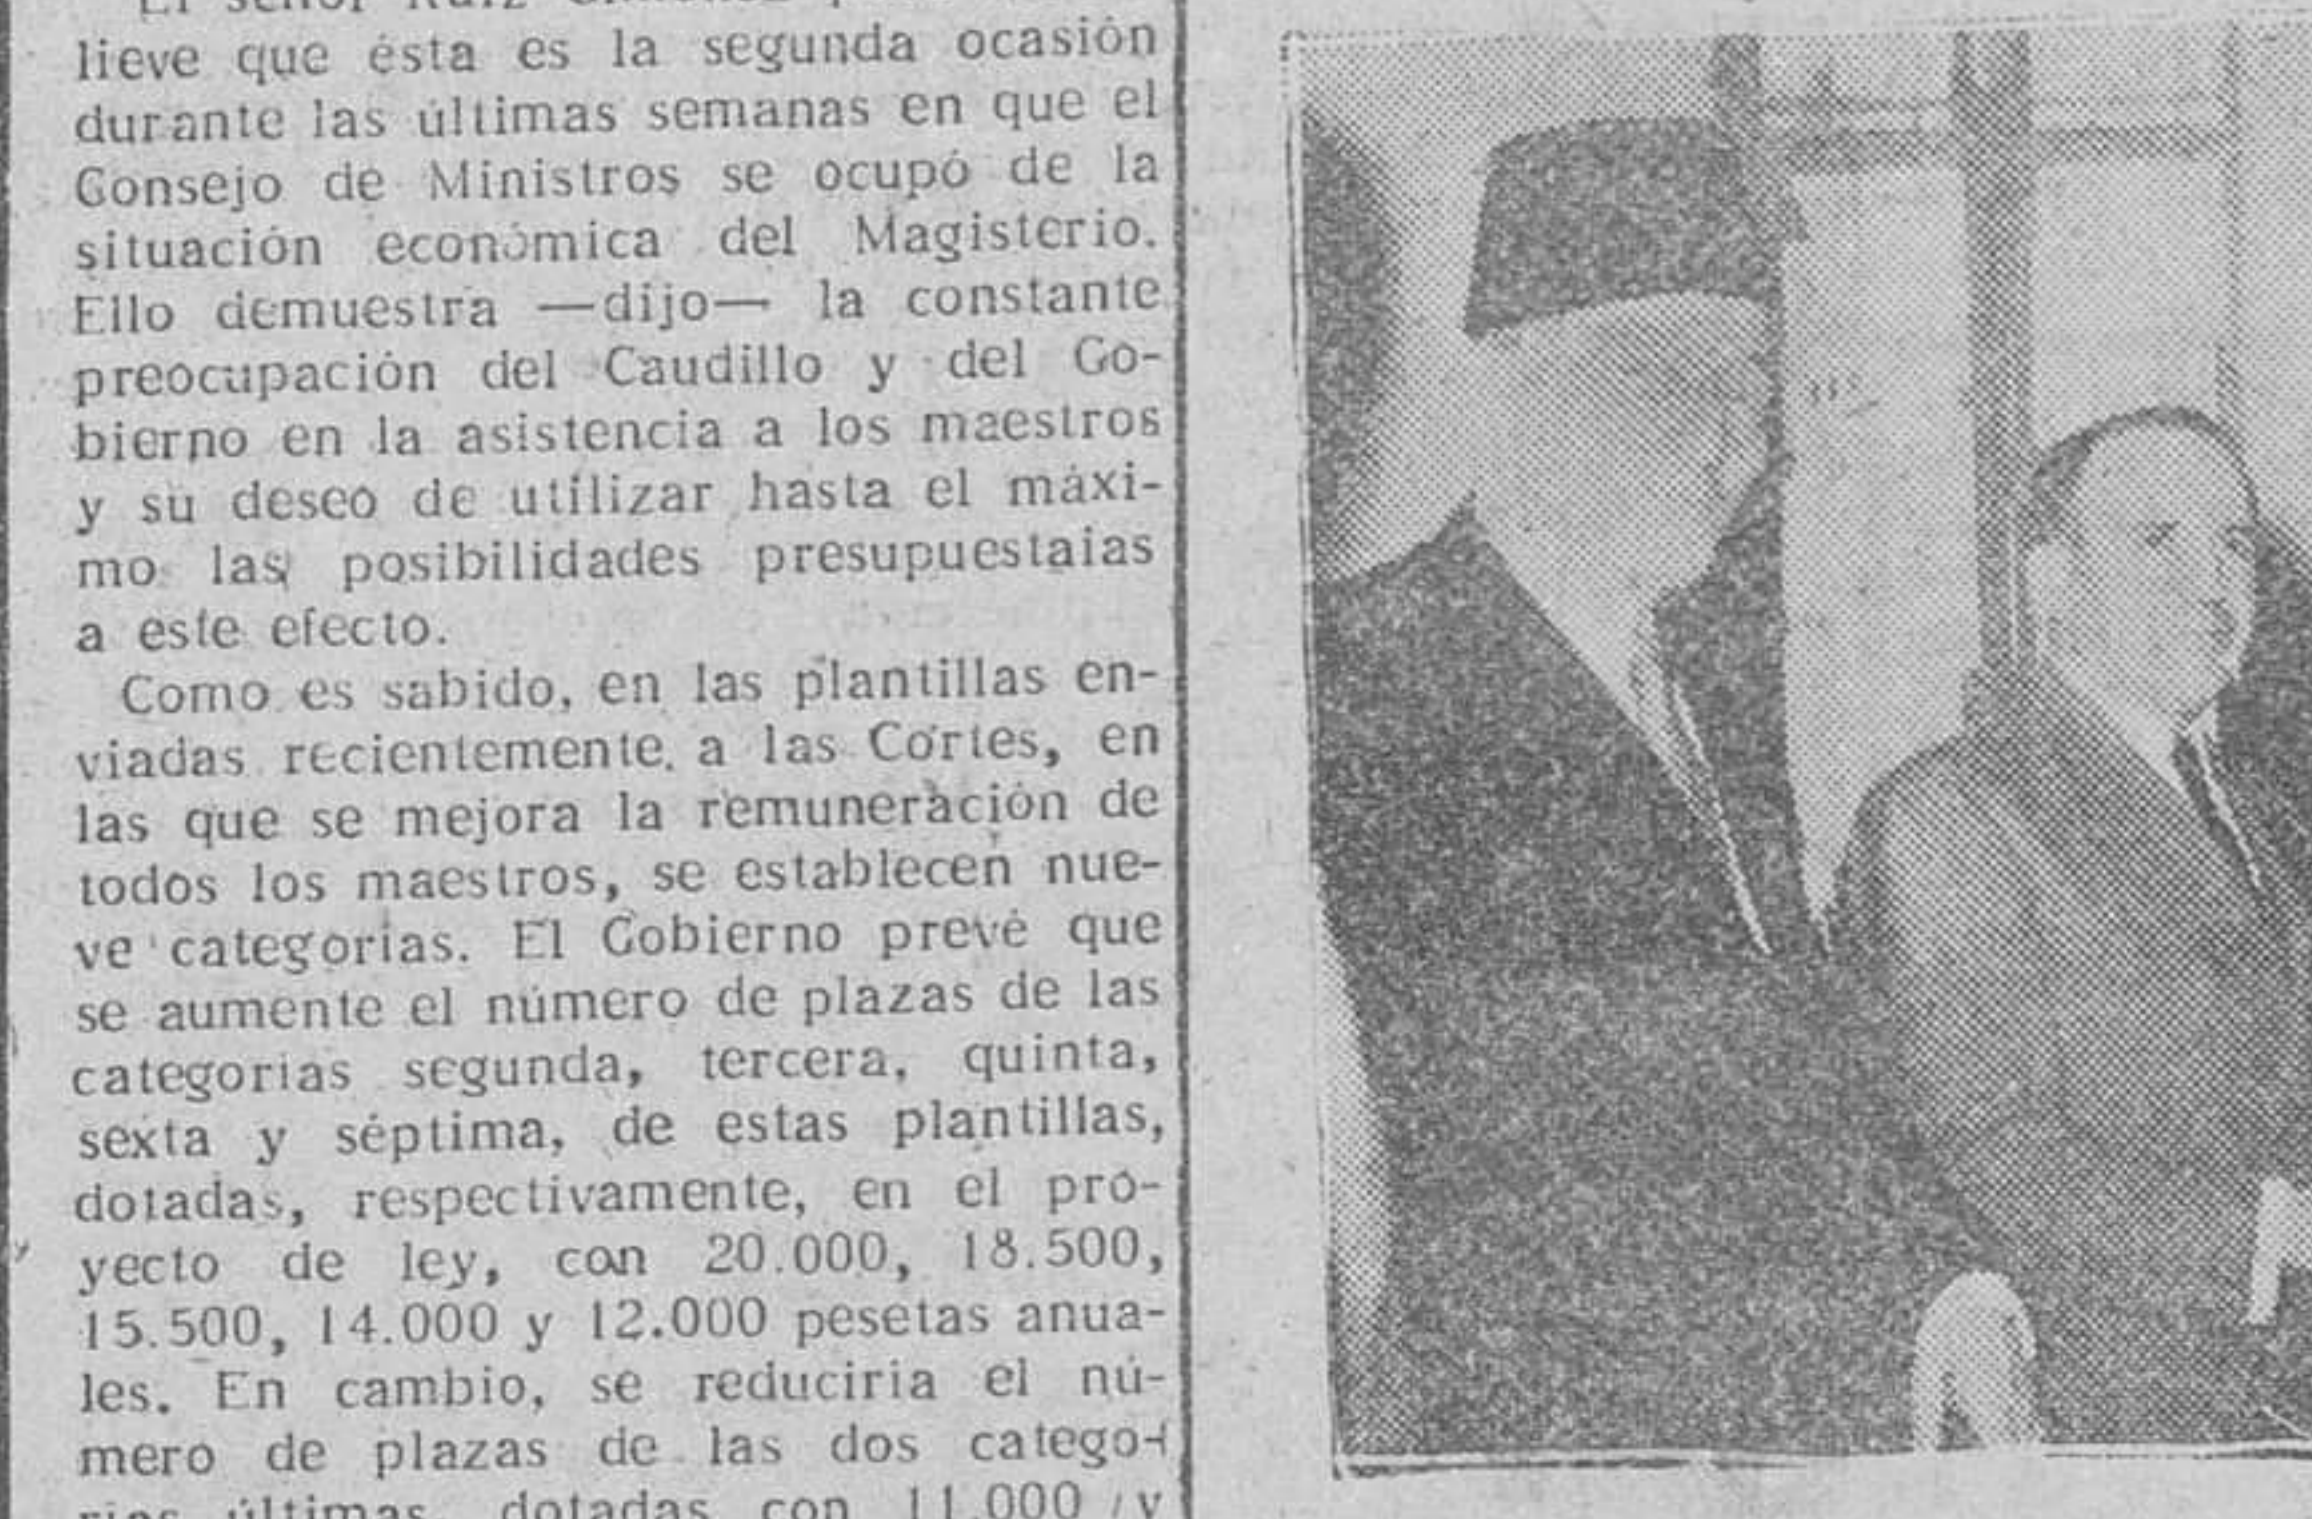 lieve que ésta es la segunda ocasión
durante las últimas semanas en que el
Consejo de Ministros se ocupó de la
situación económica del Magisterio.
Ello demuestra —dijo— la constante
preocupación del Caudillo y del Go-
bierno en la asistencia a los maestros
y su deseo de utilizar hasta el máxi-
mo las posibilidades presupuestaias
a este efecto.
Como es sabido, en las plantillas en-
viadas recientemente a las Cortes, en
las que se mejora la remuneración de
todos los maestros, se establecen nue-
ve categorías. El Gobierno prevé que
se aumente el número de plazas de las
categorías segunda, tercera, quinta,
sexta y séptima, de estas plantillas,
dotadas, respectivamente, en el pro-
yecto de ley, con 20.000, 18.500,
15.500, 14.000 y 12.000 pesetas anua-
les. En cambio, se reduciría el nú-
mero de plazas de las dos catego-
últimas, dotadas con 11.000 y